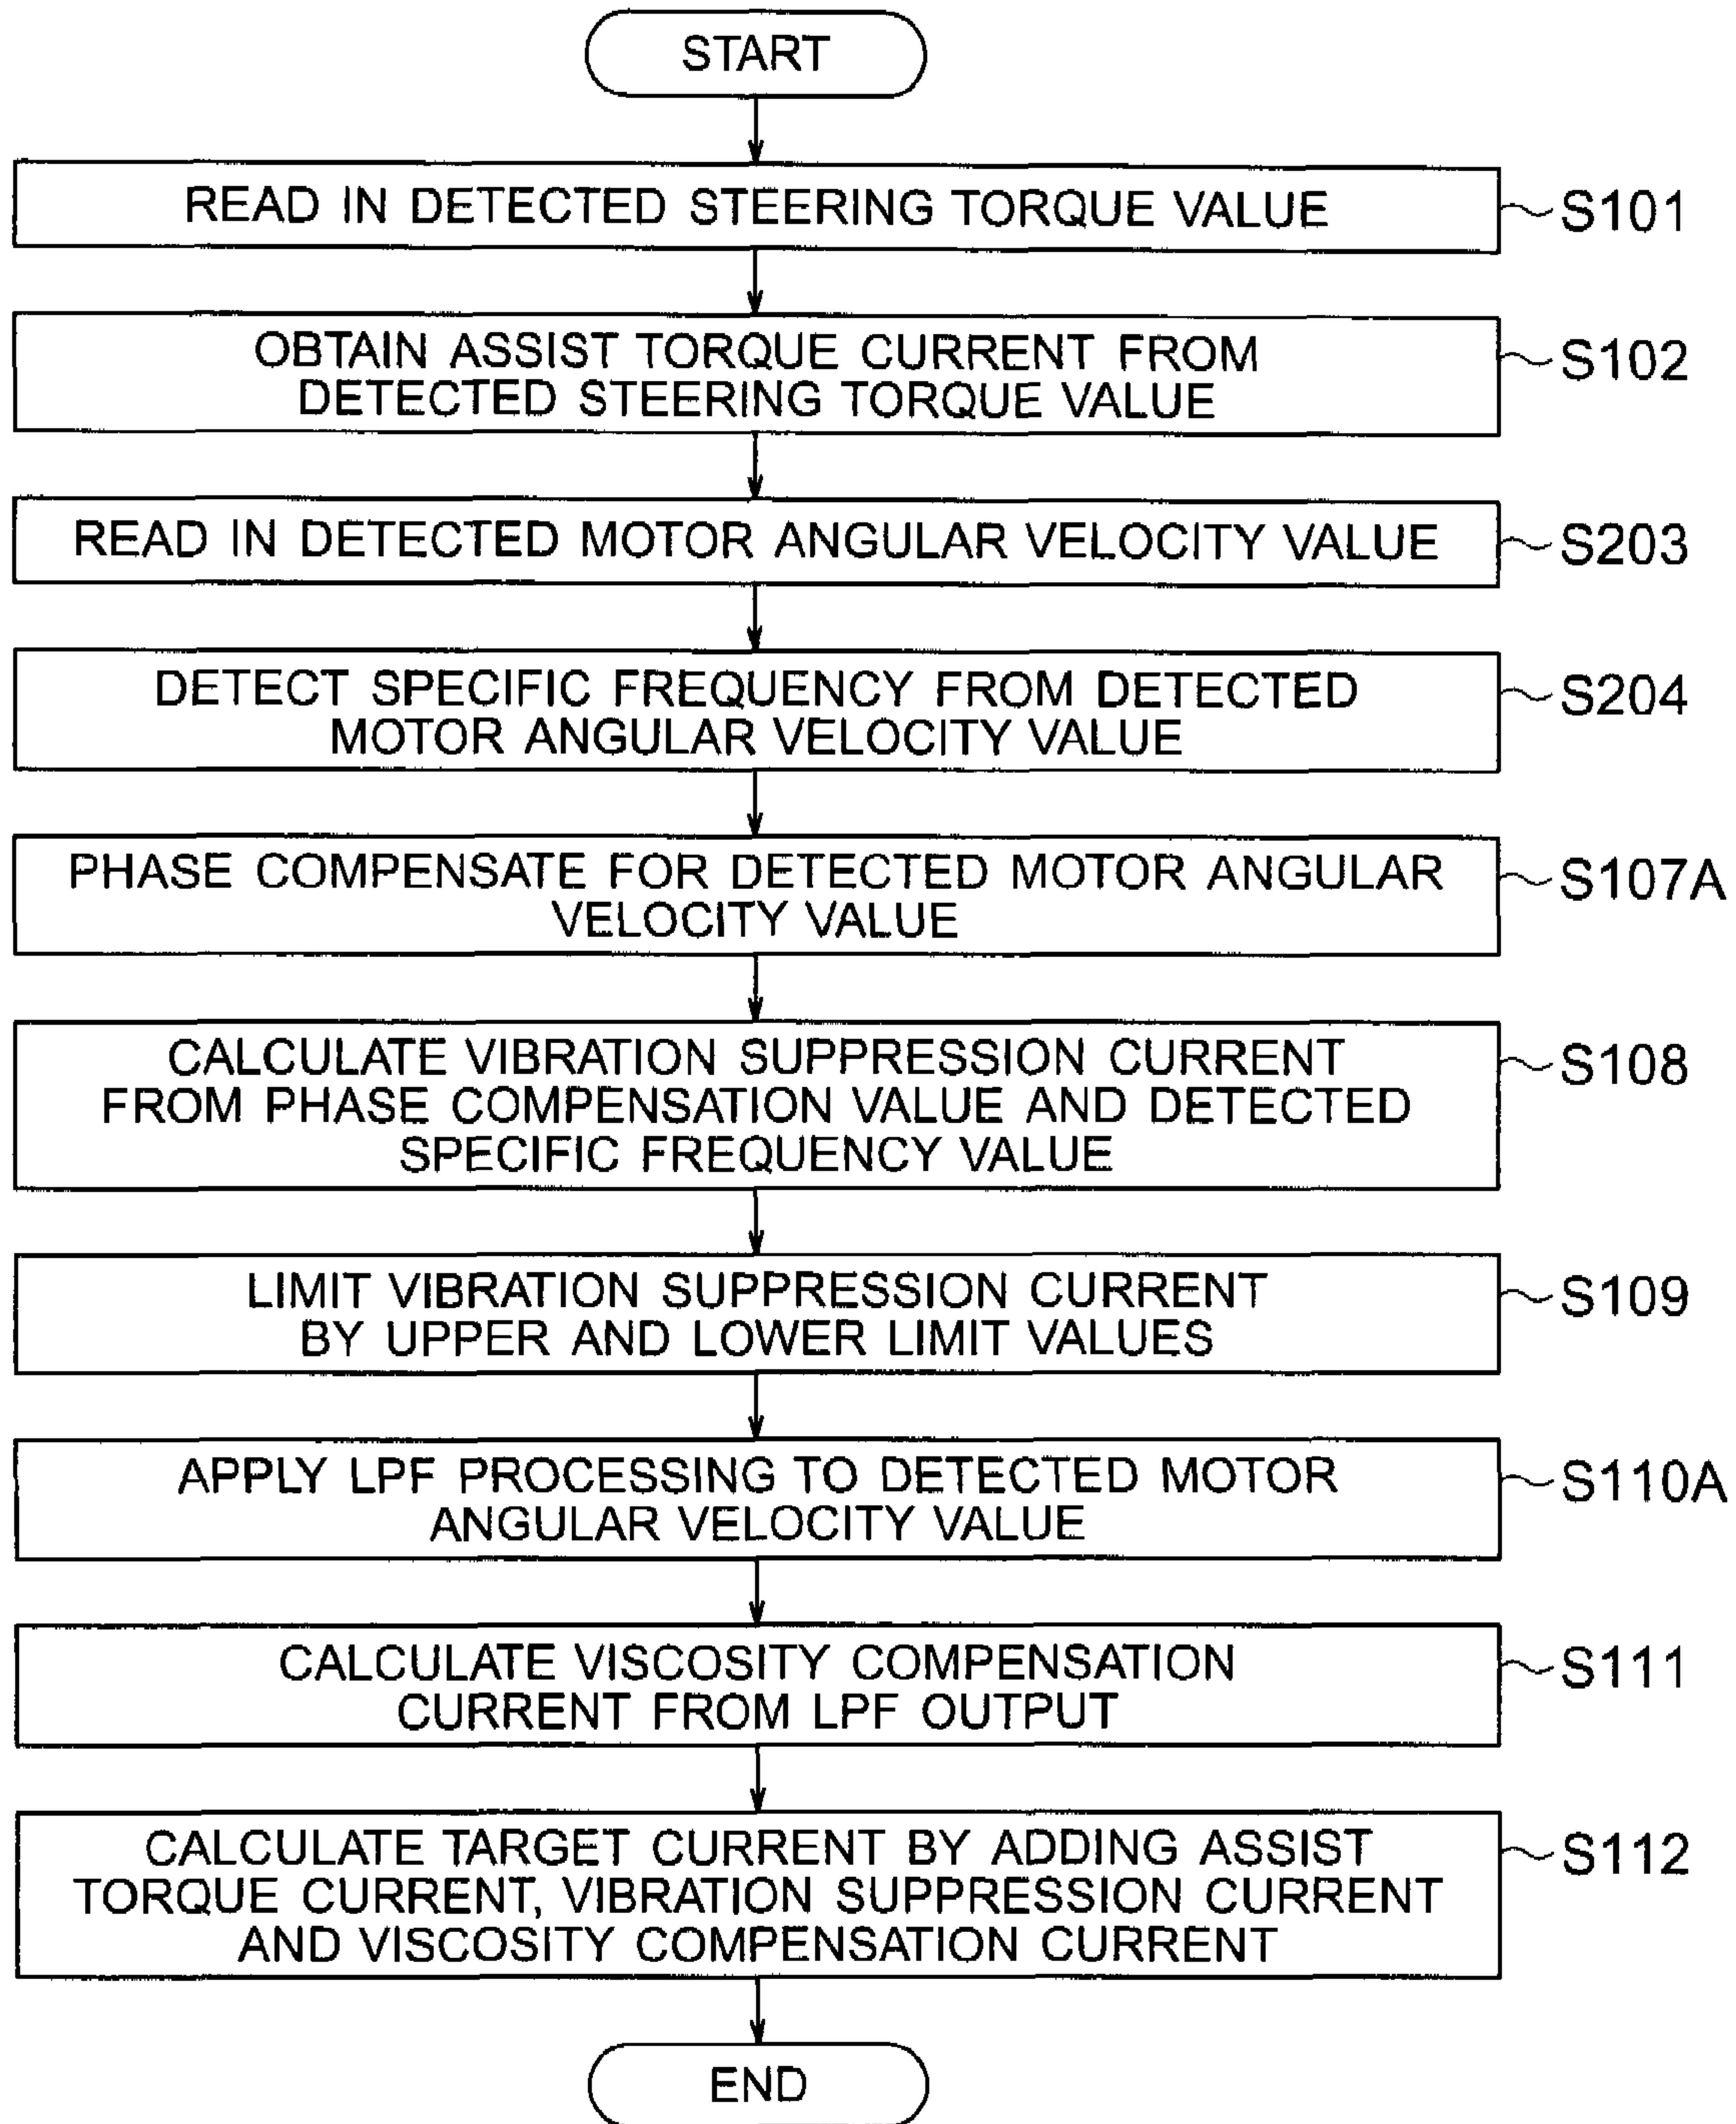 START
READ IN DETECTED STEERING TORQUE VALUE
S101
OBTAIN ASSIST TORQUE CURRENT FROM
DETECTED STEERING TORQUE VALUE
S102
READ IN DETECTED MOTOR ANGULAR VELOCITY VALUE
S203
DETECT SPECIFIC FREQUENCY FROM DETECTED
MOTOR ANGULAR VELOCITY VALUE
S204
PHASE COMPENSATE FOR DETECTED MOTOR ANGULAR
VELOCITY VALUE
S107A
CALCULATE VIBRATION SUPPRESSION CURRENT
FROM PHASE COMPENSATION VALUE AND DETECTED
SPECIFIC FREQUENCY VALUE
S108
LIMIT VIBRATION SUPPRESSION CURRENT
BY UPPER AND LOWER LIMIT VALUES
S109
APPLY LPF PROCESSING TO DETECTED MOTOR
ANGULAR VELOCITY VALUE
S110A
CALCULATE VISCOSITY COMPENSATION
CURRENT FROM LPF OUTPUT
S111
CALCULATE TARGET CURRENT BY ADDING ASSIST
TORQUE CURRENT, VIBRATION SUPPRESSION CURRENT
AND VISCOSITY COMPENSATION CURRENT
S112
END